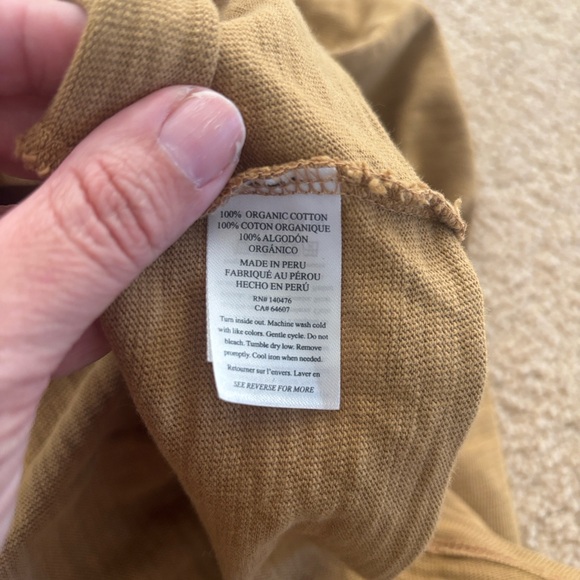 100% ORGANIC COTTON
100% COTON ORGANIQUE
100% ALGODÓN
ORGÁNICO
MADE IN PERU
FABRIQUÉ AU PÉROU
HECHO EN PERÚ
RN# 140476
CA# 64607
Turn inside out. Machine wash cold
with like colors. Gentle cycle. Do not
bleach. Tumble dry low. Remove
promptly. Cool iron when needed.
Retourner sur l'envers. Laver en
SEE REVERSE FOR MORE